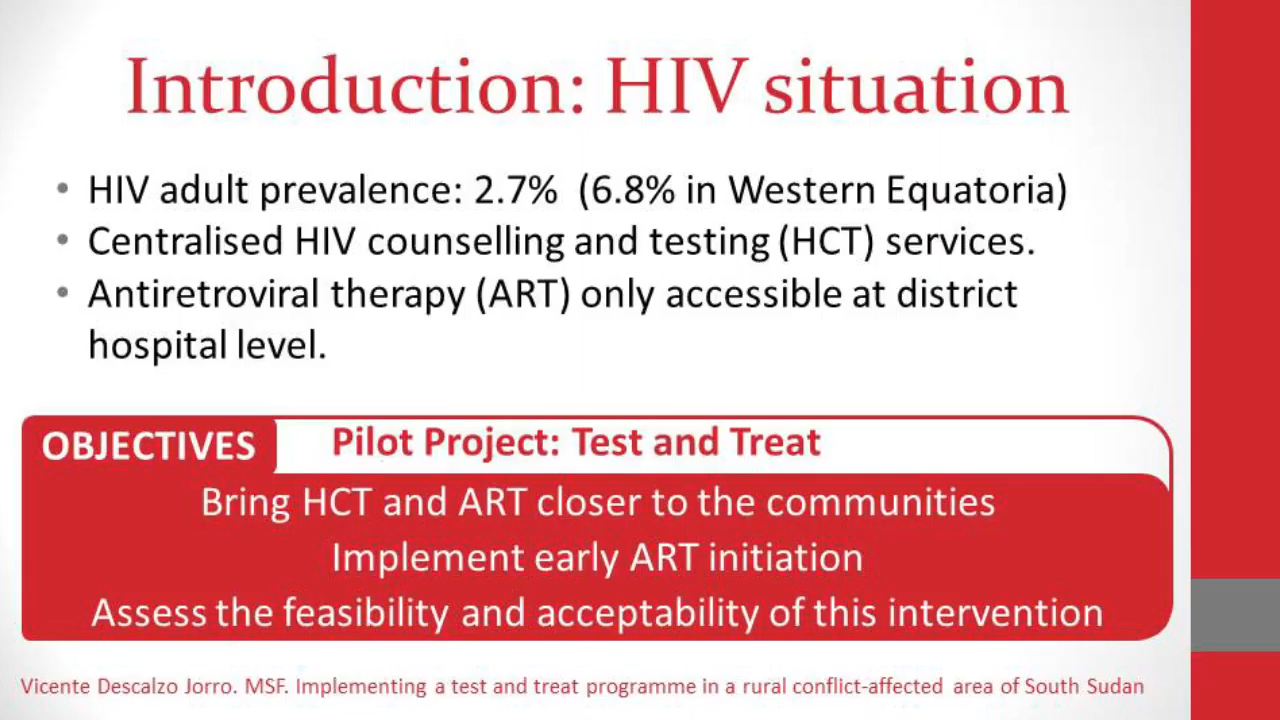 Introduction: HIV situation
• HIV adult prevalence: 2.7% (6.8% in Western Equatoria)
• Centralised HIV counselling and testing (HCT) services.
• Antiretroviral therapy (ART) only accessible at district
hospital level.
OBJECTIVES
Pilot Project: Test and Treat
Bring HCT and ART closer to the communities
Implement early ART initiation
Assess the feasibility and acceptability of this intervention
Vicente Descalzo Jorro. MSF. Implementing a test and treat programme in a rural conflict-affected area of South Sudan